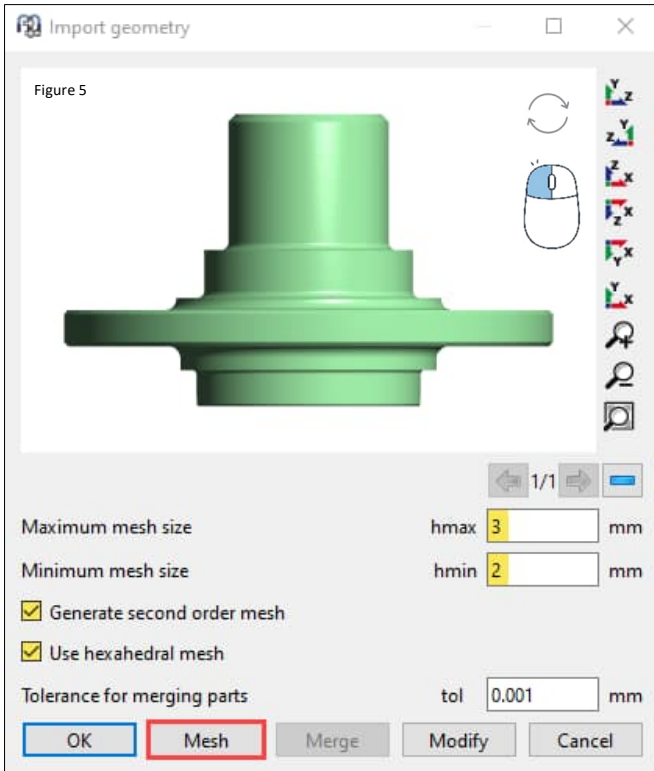 Import geometry
Figure 5
Y Z
Z Y
Z X
Z X
Y X
Y X
1/1
Maximum mesh size hmax 3 mm
Minimum mesh size hmin 2 mm
Generate second order mesh
Use hexahedral mesh
Tolerance for merging parts tol 0.001 mm
OK Mesh Merge Modify Cancel